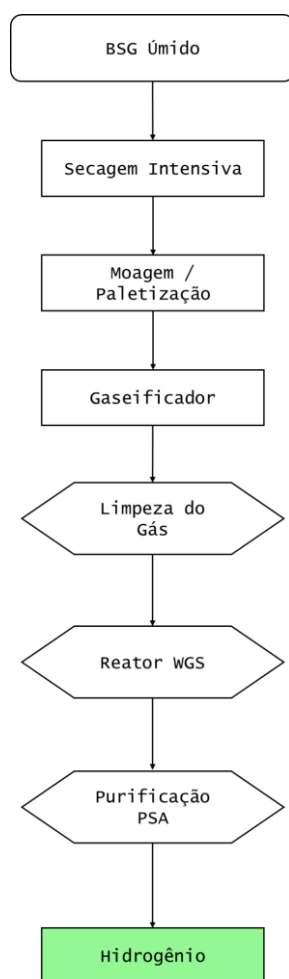 BSG Úmido
Secagem Intensiva
Moagem /
Paletização
Gaseificador
Limpeza do
Gás
Reator WGS
Purificação
PSA
Hidrogênio